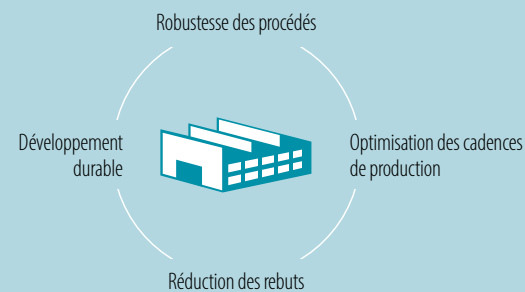 Robustesse des procédés
Développement
durable
Optimisation des cadences
de production
Réduction des rebuts